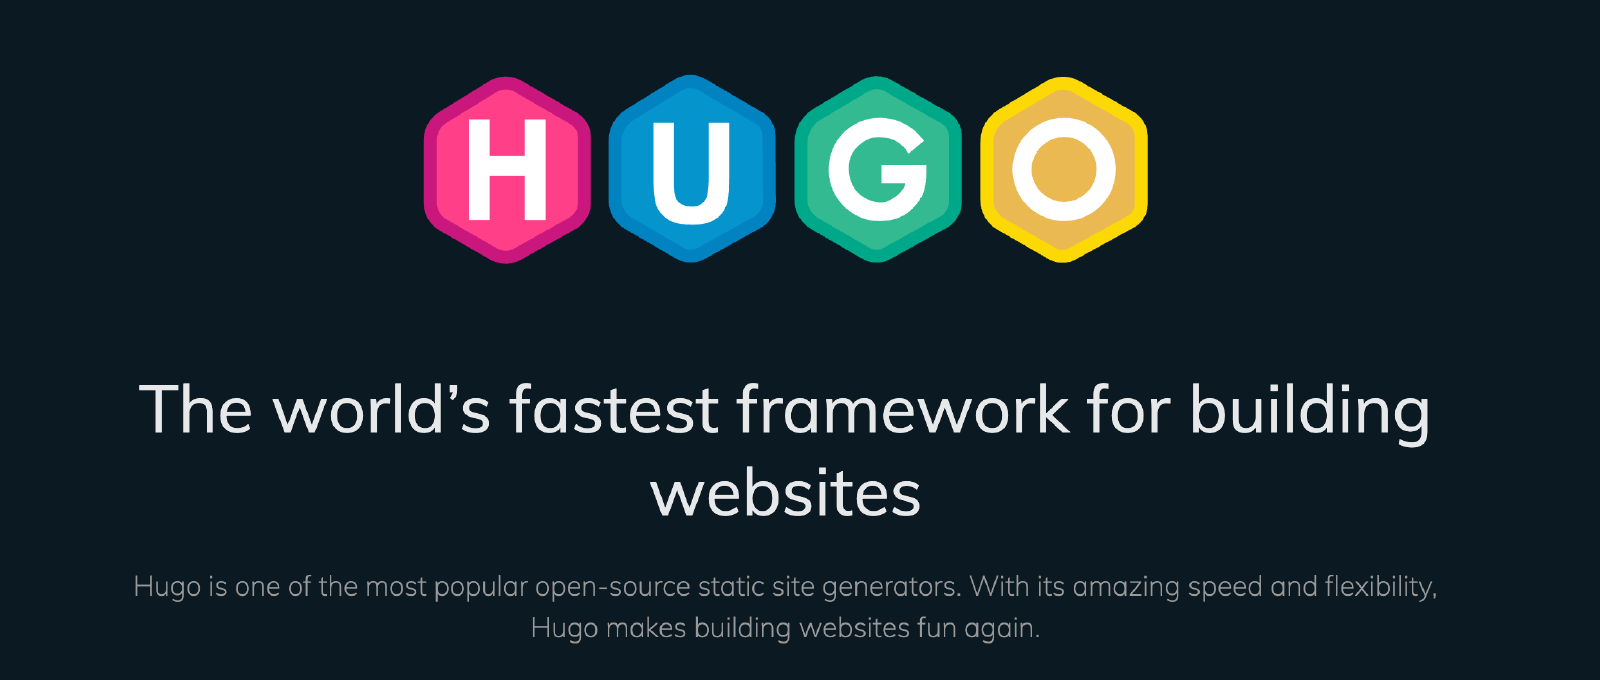 HUGO
The world’s fastest framework for building
websites
Hugo is one of the most popular open-source static site generators. With its amazing speed and flexibility,
Hugo makes building websites fun again.